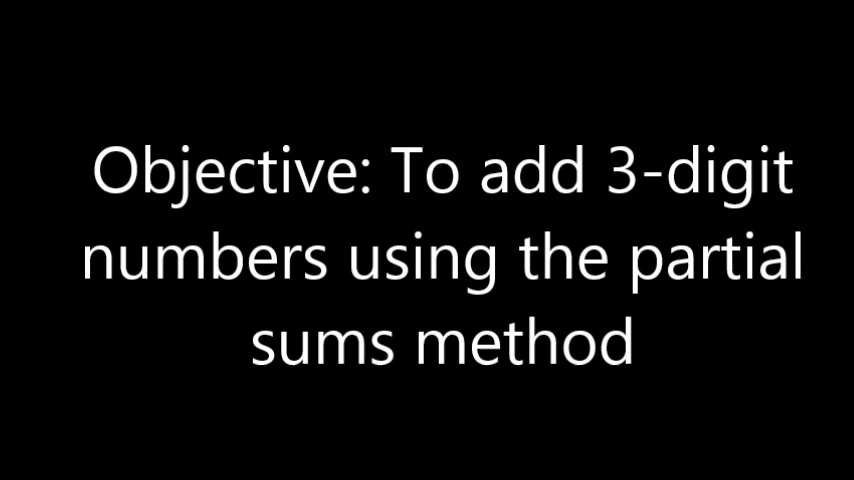 Objective: To add 3-digit
numbers using the partial
sums method